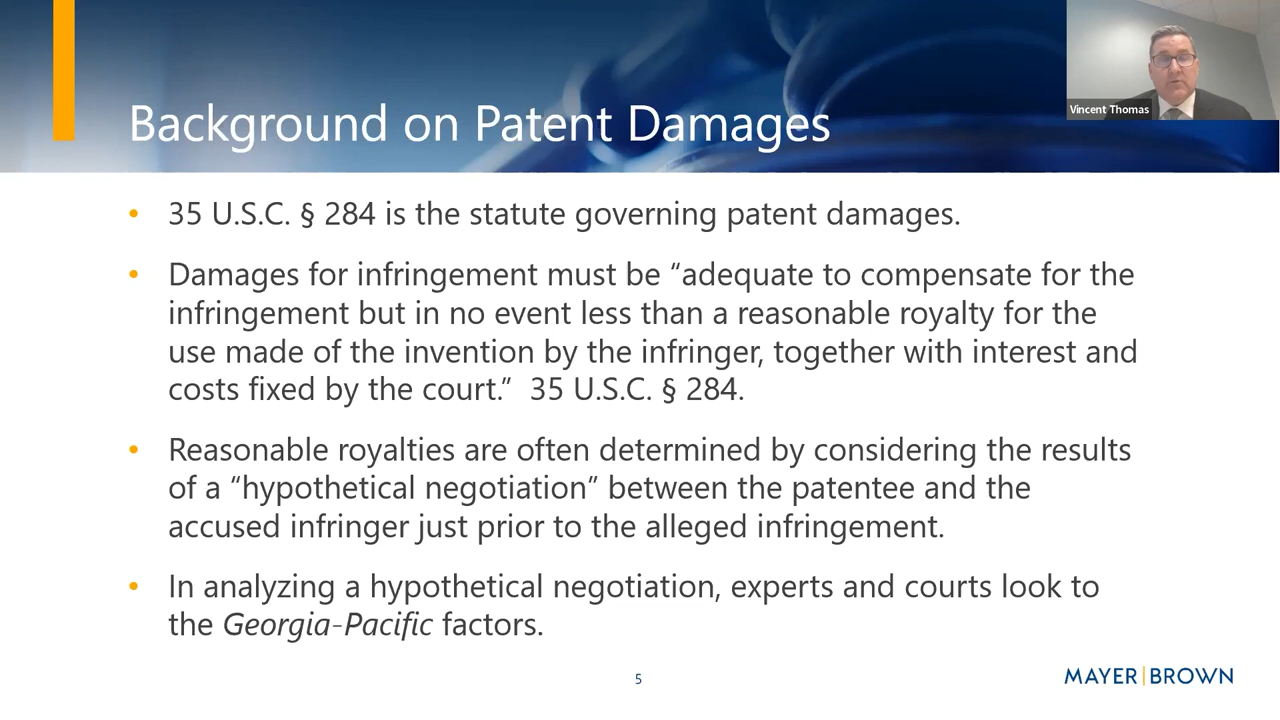 Background on Patent Damages
Vincent Thomas
• 35 U.S.C. § 284 is the statute governing patent damages.
• Damages for infringement must be “adequate to compensate for the
infringement but in no event less than a reasonable royalty for the
use made of the invention by the infringer, together with interest and
costs fixed by the court.”  35 U.S.C. § 284.
• Reasonable royalties are often determined by considering the results
of a “hypothetical negotiation” between the patentee and the
accused infringer just prior to the alleged infringement.
• In analyzing a hypothetical negotiation, experts and courts look to
the Georgia-Pacific factors.
5
MAYER|BROWN